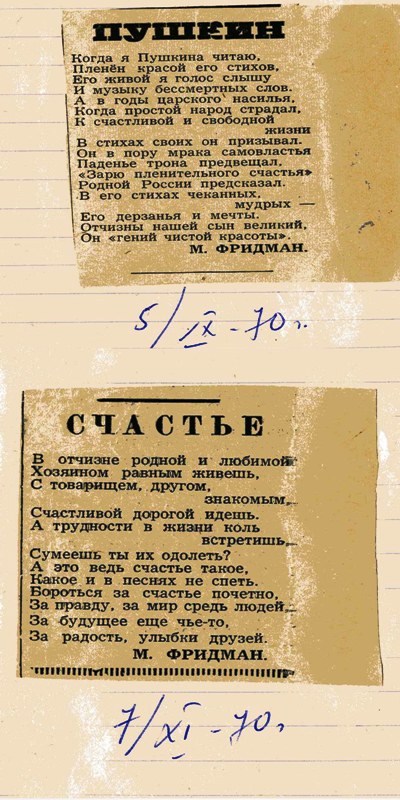 ПУШКИН
Когда я Пушкина читаю,
Пленён красой его стихов,
Его живой я голос слышу
И музыку бессмертных слов.
А в годы царского насилья,
Когда простой народ страдал,
К счастливой и свободной
жизни
В стихах своих он призывал.
Он в пору мрака самовластья
Паденье трона предвещал,
«Зарю пленительного счастья»
Родной России предсказал.
В его стихах чеканных,
мудрых —
Его дерзанья и мечты.
Отчизны нашей сын великий,
Он «гений чистой красоты».
М. ФРИДМАН.
5/IX - 70 г.
СЧАСТЬЕ
В отчизне родной и любимой
Хозяином равным живешь,
С товарищем, другом,
знакомым,
Счастливой дорогой идешь.
А трудности в жизни коль
встретишь,
Сумеешь ты их одолеть?
А это ведь счастье такое,
Какое и в песнях не спеть.
Бороться за счастье почетно,
За правду, за мир средь людей,
За будущее еще чье-то,
За радость, улыбки друзей.
М. ФРИДМАН.
7/XI - 70 г.